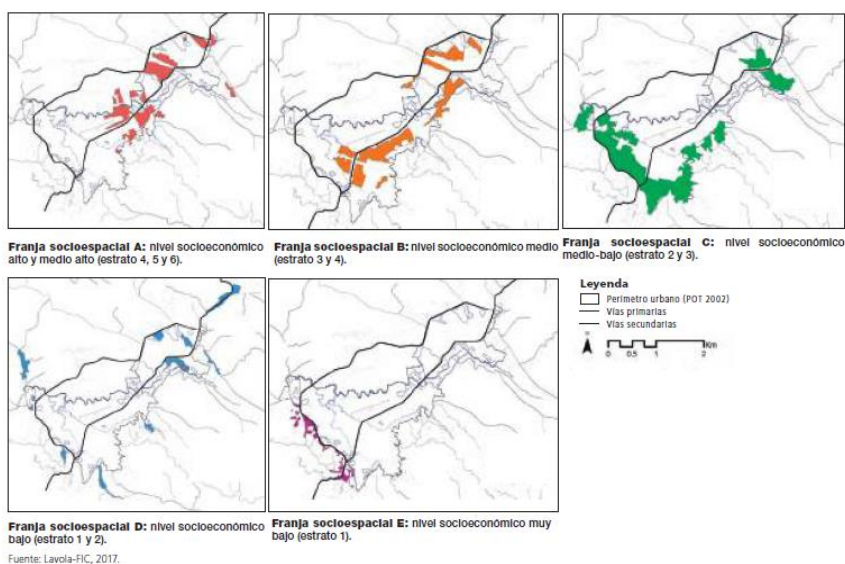 Franja socioespacial A: nivel socioeconómico
alto y medio alto (estrato 4, 5 y 6).
Franja socioespacial B: nivel socioeconómico medio
(estrato 3 y 4).
Franja socioespacial C: nivel socioeconómico
medio-bajo (estrato 2 y 3).
Leyenda
Perímetro urbano (POT 2002)
Vías primarias
Vías secundarias
N
Km
0 0.5 1 2
Franja socioespacial D: nivel socioeconómico
bajo (estrato 1 y 2).
Franja socioespacial E: nivel socioeconómico muy
bajo (estrato 1).
Fuente: Lavola-FIC, 2017.